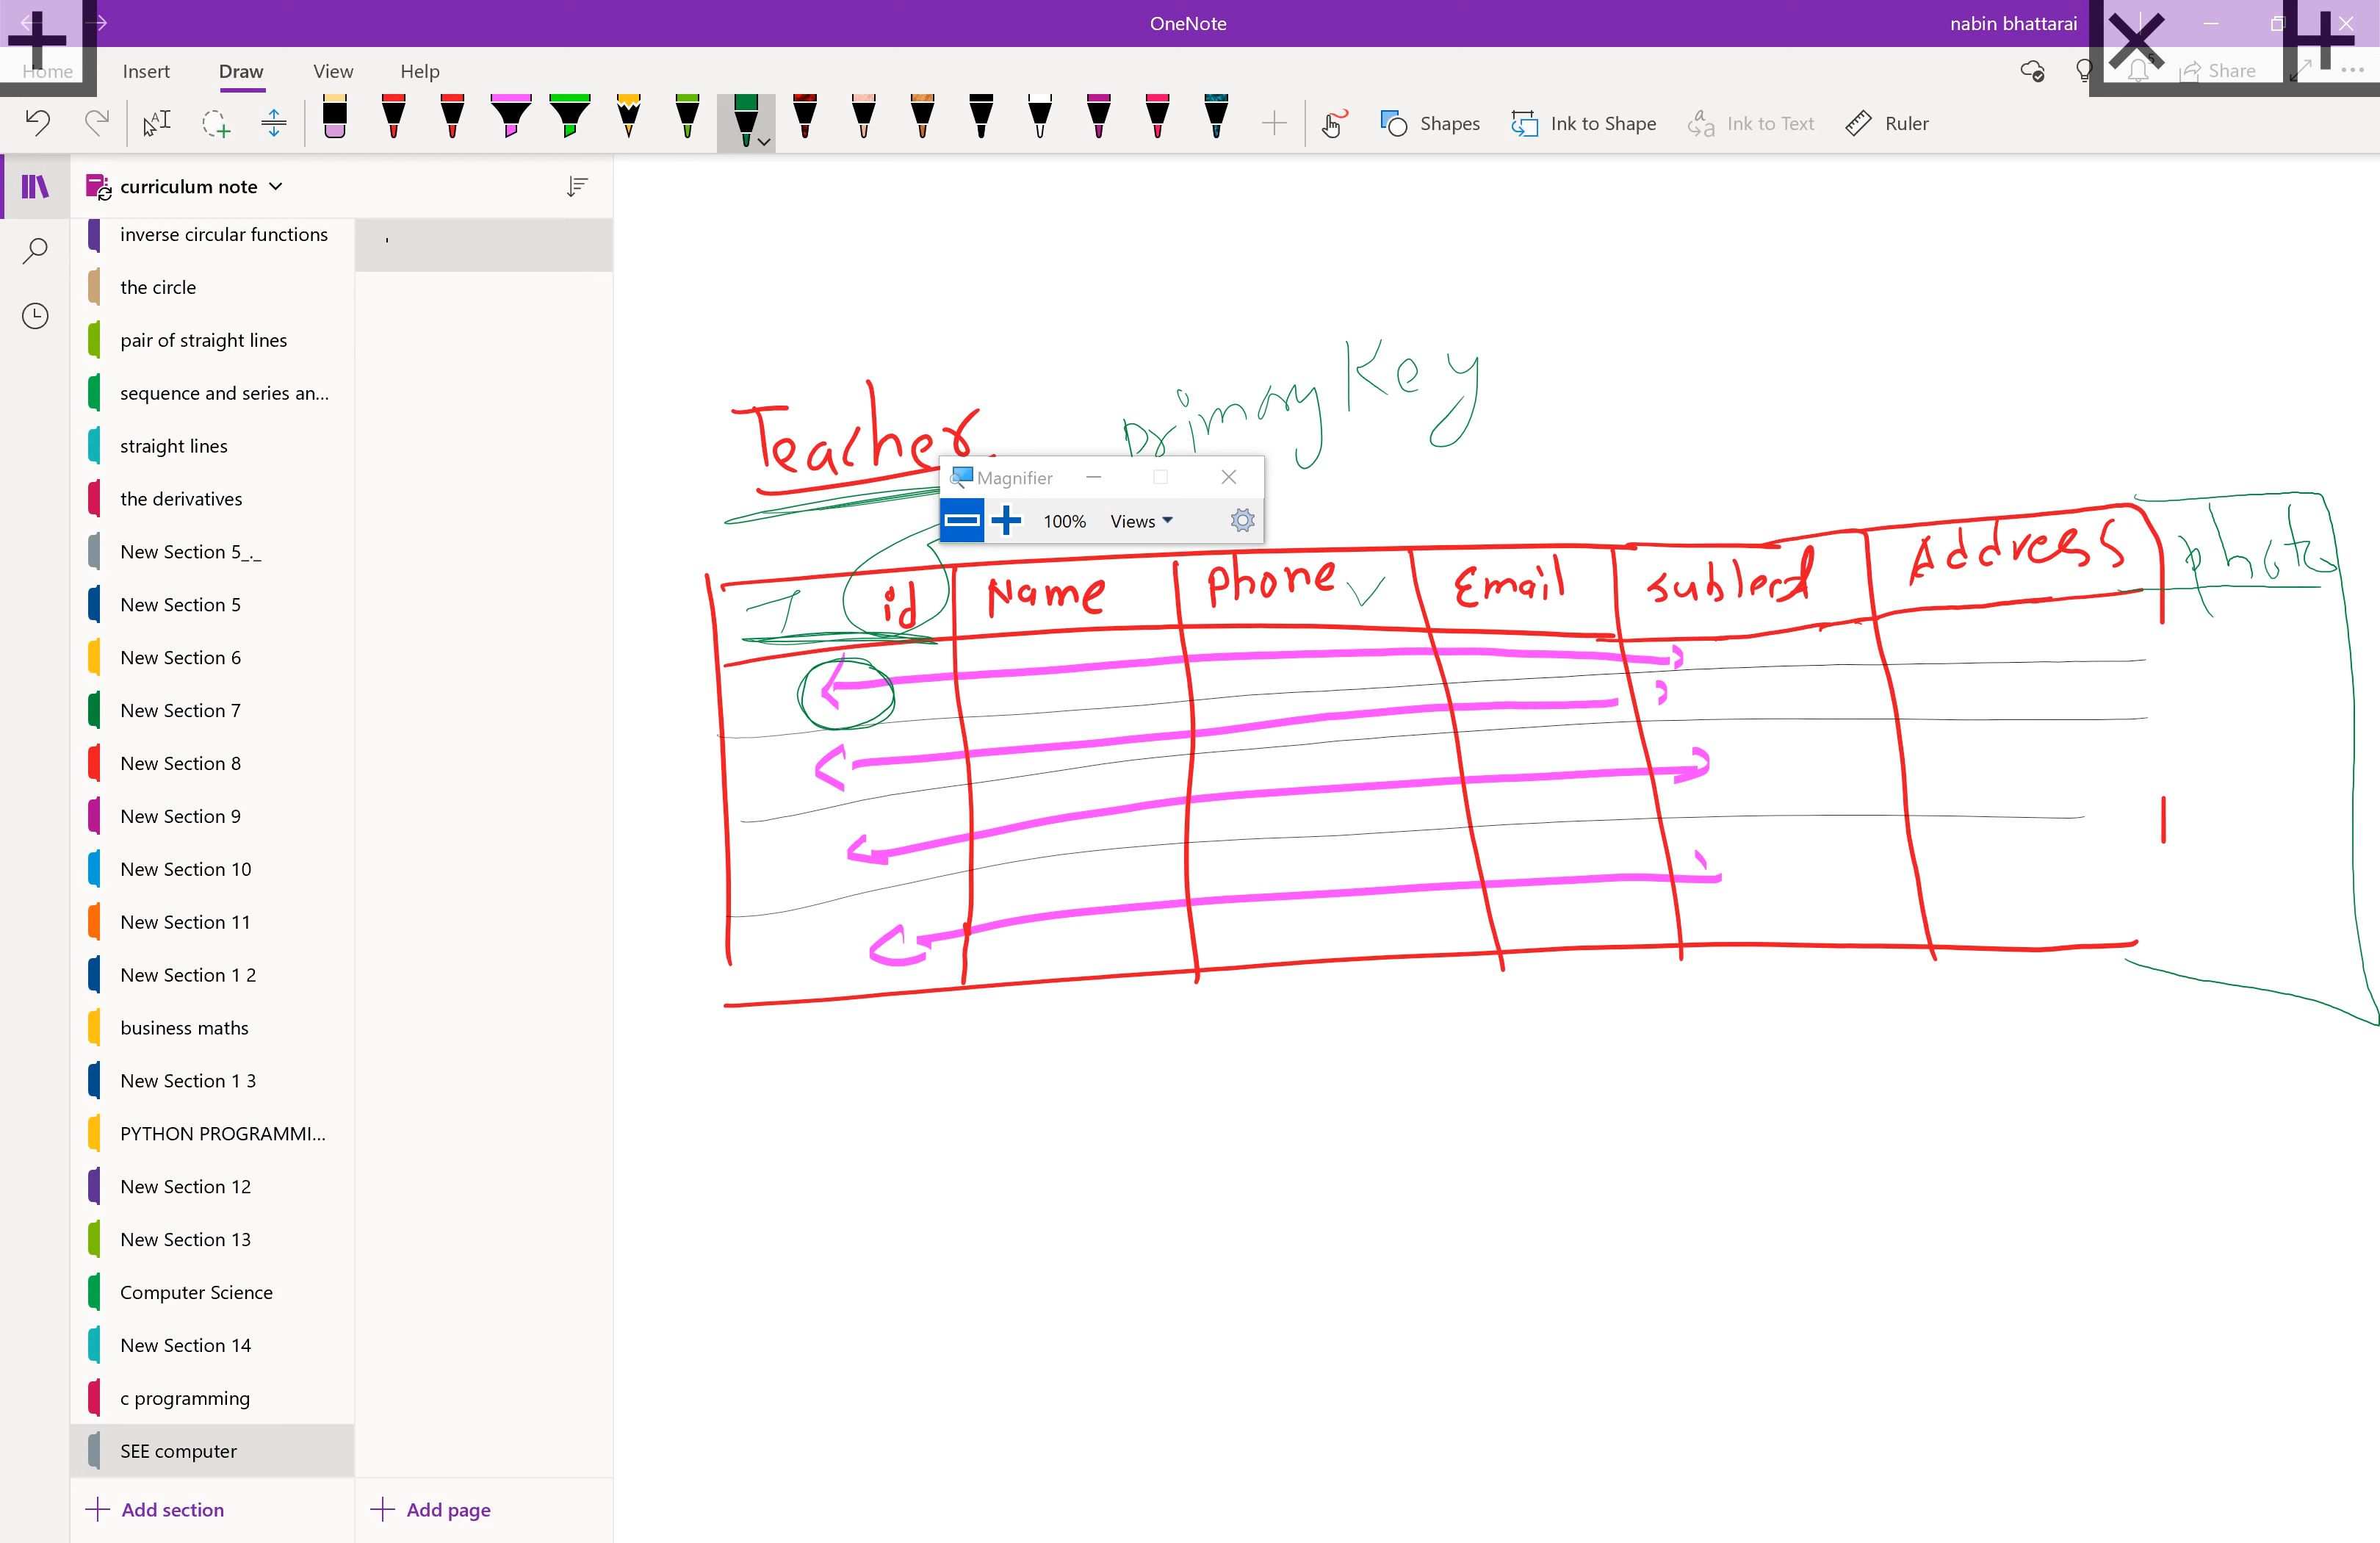 OneNote
nabin bhattarai
Home Insert Draw View Help
Share
Shapes Ink to Shape Ink to Text Ruler
curriculum note
inverse circular functions
the circle
pair of straight lines
sequence and series an...
straight lines
the derivatives
New Section 5_._
New Section 5
New Section 6
New Section 7
New Section 8
New Section 9
New Section 10
New Section 11
New Section 1 2
business maths
New Section 1 3
PYTHON PROGRAMMI...
New Section 12
New Section 13
Computer Science
New Section 14
c programming
SEE computer
Add section
Add page
primary Key
Teacher
Magnifier
100% Views
T id Name Phone Email Address photo